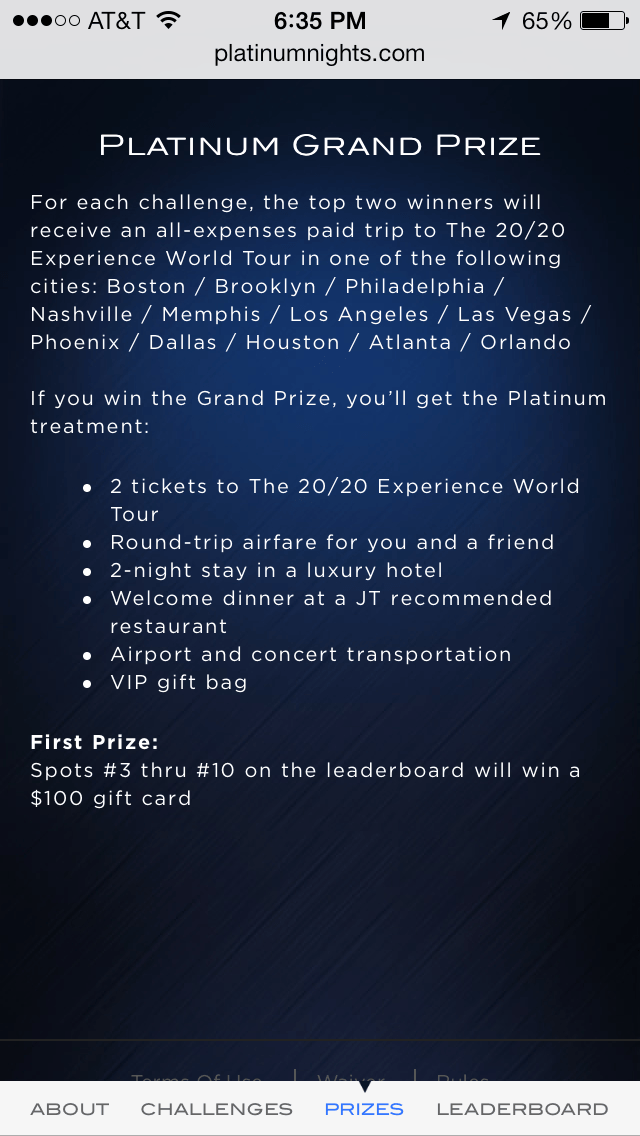 AT&T 6:35 PM 65%
platinumnights.com
PLATINUM GRAND PRIZE
For each challenge, the top two winners will
receive an all-expenses paid trip to The 20/20
Experience World Tour in one of the following
cities: Boston / Brooklyn / Philadelphia /
Nashville / Memphis / Los Angeles / Las Vegas /
Phoenix / Dallas / Houston / Atlanta / Orlando
If you win the Grand Prize, you’ll get the Platinum
treatment:
• 2 tickets to The 20/20 Experience World
Tour
• Round-trip airfare for you and a friend
• 2-night stay in a luxury hotel
• Welcome dinner at a JT recommended
restaurant
• Airport and concert transportation
• VIP gift bag
First Prize:
Spots #3 thru #10 on the leaderboard will win a
$100 gift card
Terms Of Use | Waiver | Rules
ABOUT CHALLENGES PRIZES LEADERBOARD